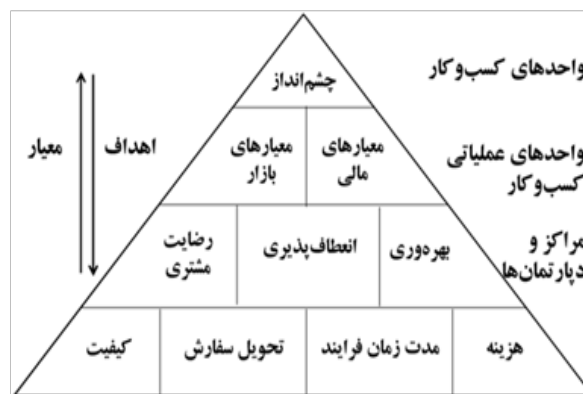 چشم‌انداز
واحدهای کسب‌وکار
معیارهای
مالی
معیارهای
بازار
واحدهای عملیاتی
کسب‌وکار
اهداف
معیار
بهره‌وری
انعطاف‌پذیری
رضایت
مشتری
مراکز و
دپارتمان‌ها
هزینه
مدت زمان فرایند
تحویل سفارش
کیفیت